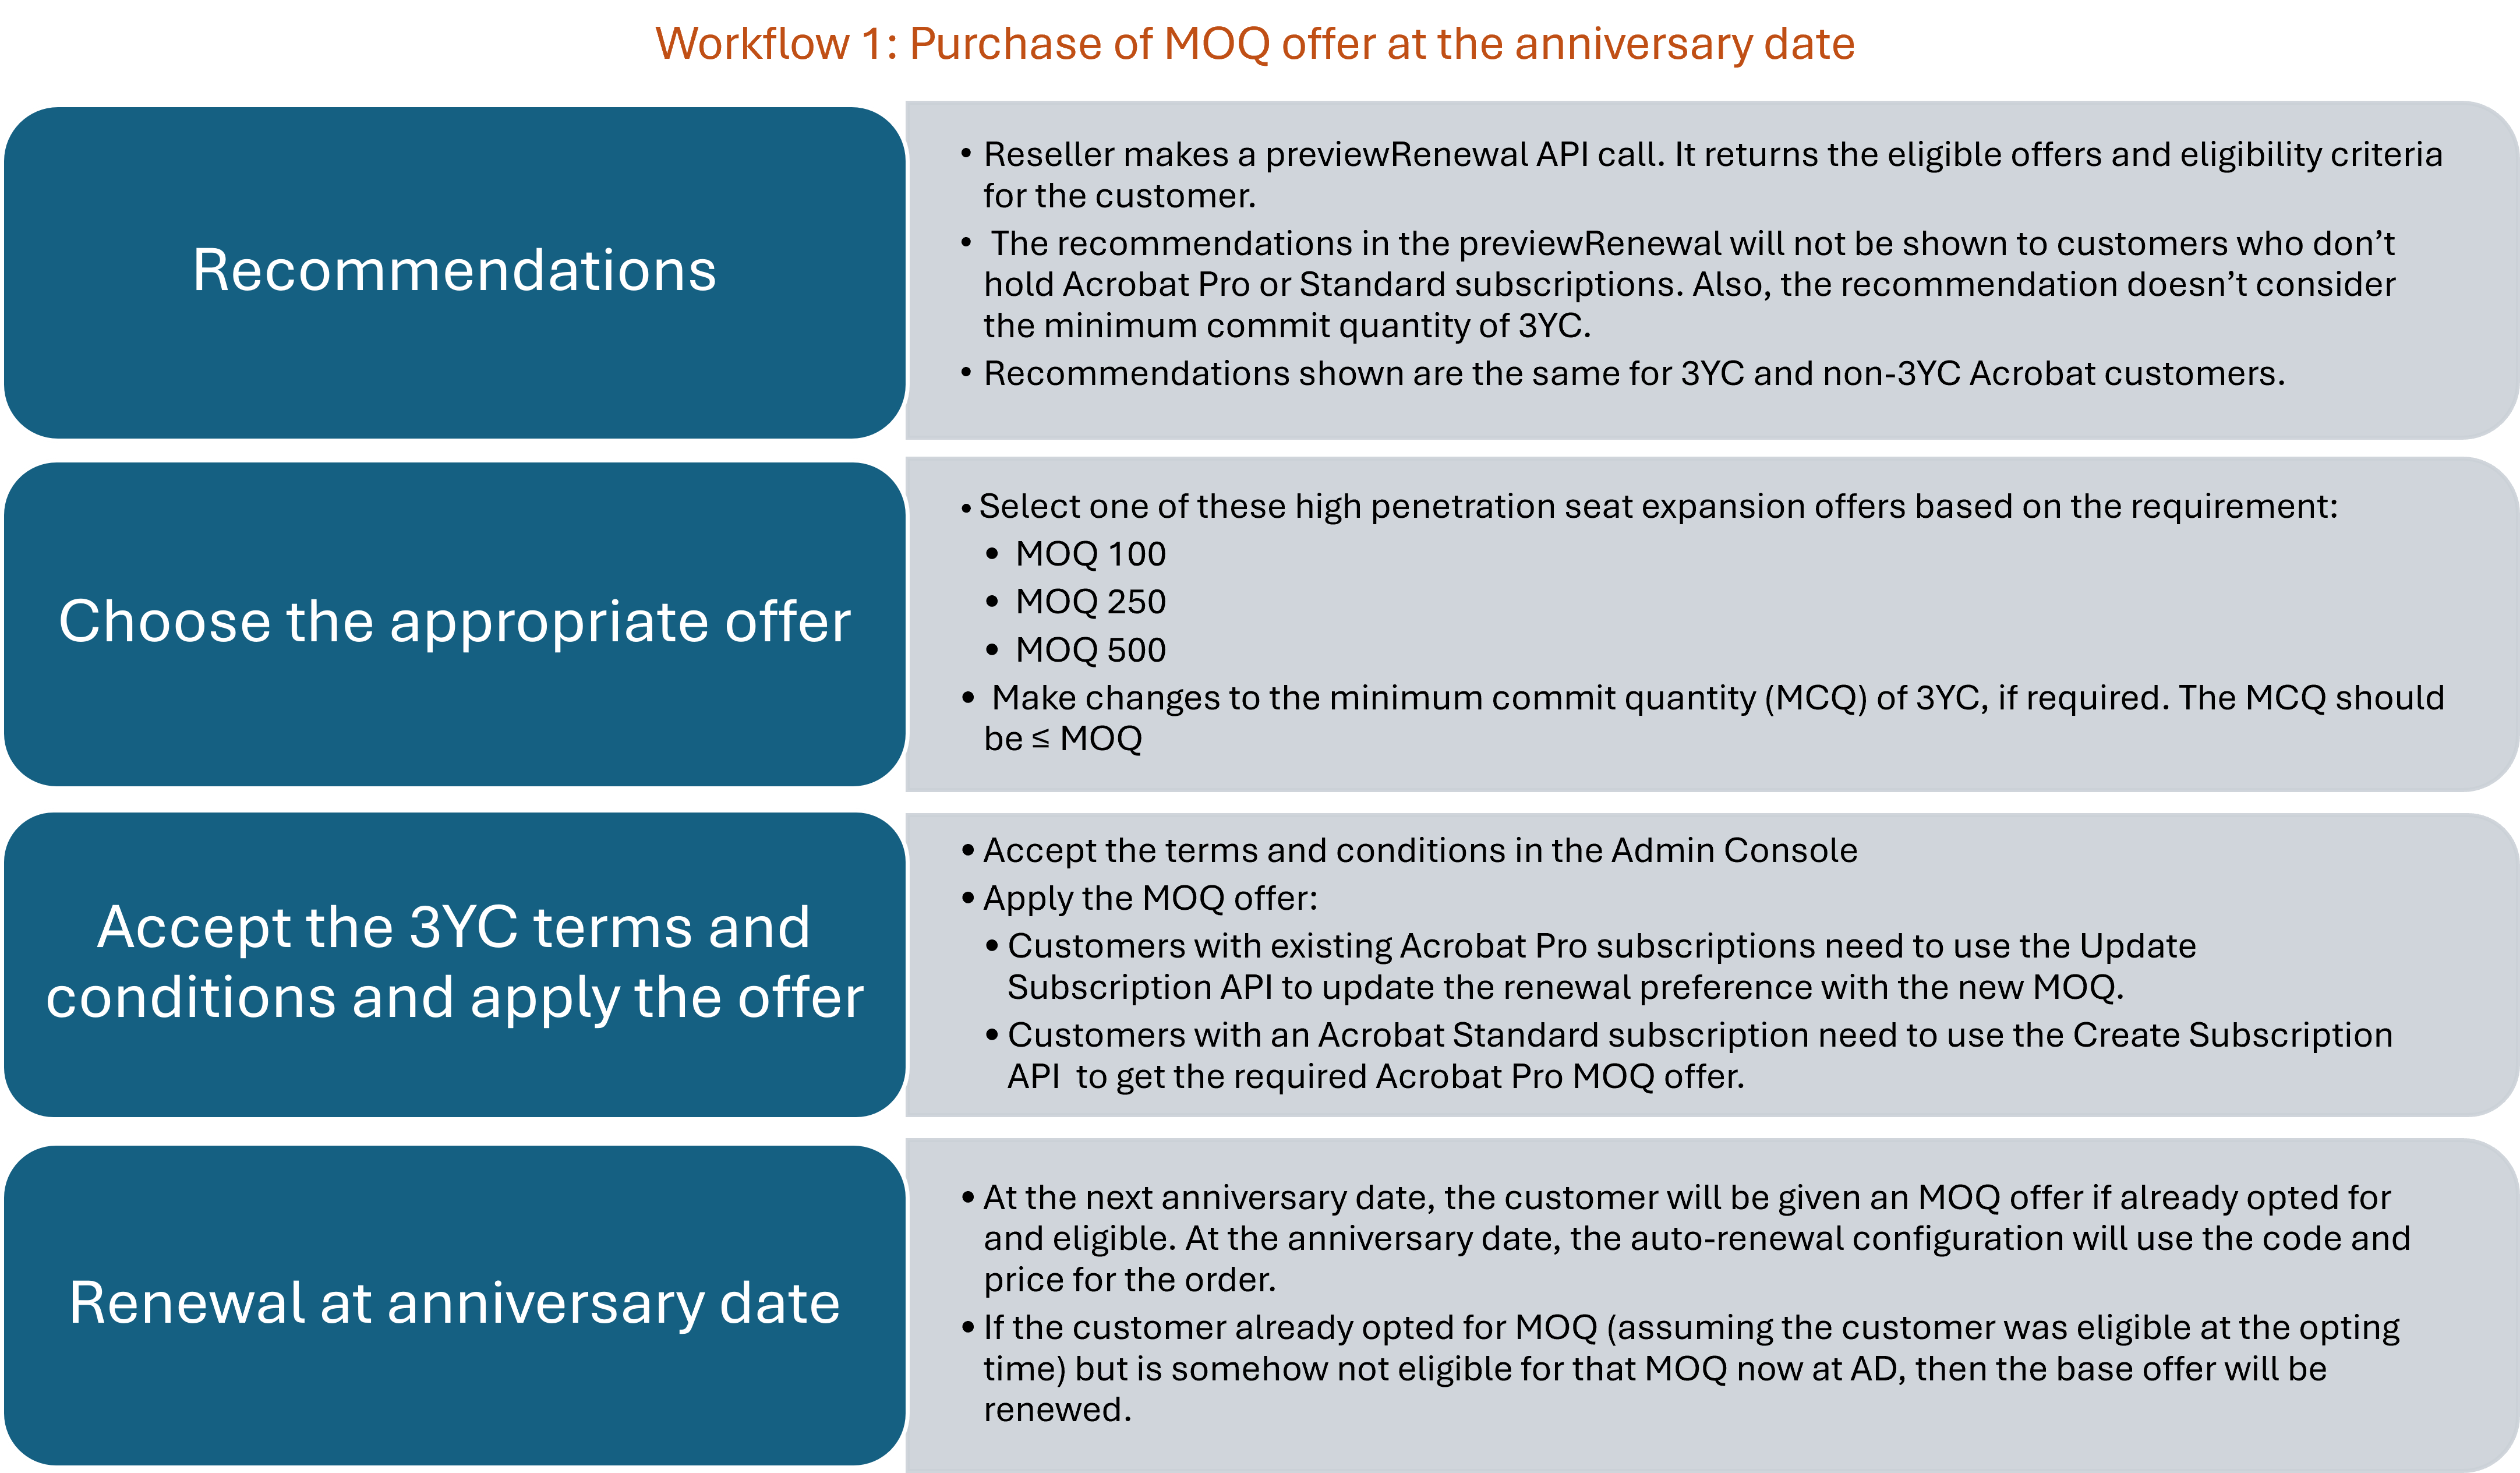 Workflow 1: Purchase of MOQ offer at the anniversary date
Recommendations
• Reseller makes a previewRenewal API call. It returns the eligible offers and eligibility criteria
for the customer.
• The recommendations in the previewRenewal will not be shown to customers who don’t
hold Acrobat Pro or Standard subscriptions. Also, the recommendation doesn’t consider
the minimum commit quantity of 3YC.
• Recommendations shown are the same for 3YC and non-3YC Acrobat customers.
Choose the appropriate offer
• Select one of these high penetration seat expansion offers based on the requirement:
• MOQ 100
• MOQ 250
• MOQ 500
• Make changes to the minimum commit quantity (MCQ) of 3YC, if required. The MCQ should
be ≤ MOQ
Accept the 3YC terms and
conditions and apply the offer
• Accept the terms and conditions in the Admin Console
• Apply the MOQ offer:
• Customers with existing Acrobat Pro subscriptions need to use the Update
Subscription API to update the renewal preference with the new MOQ.
• Customers with an Acrobat Standard subscription need to use the Create Subscription
API to get the required Acrobat Pro MOQ offer.
Renewal at anniversary date
• At the next anniversary date, the customer will be given an MOQ offer if already opted for
and eligible. At the anniversary date, the auto-renewal configuration will use the code and
price for the order.
• If the customer already opted for MOQ (assuming the customer was eligible at the opting
time) but is somehow not eligible for that MOQ now at AD, then the base offer will be
renewed.